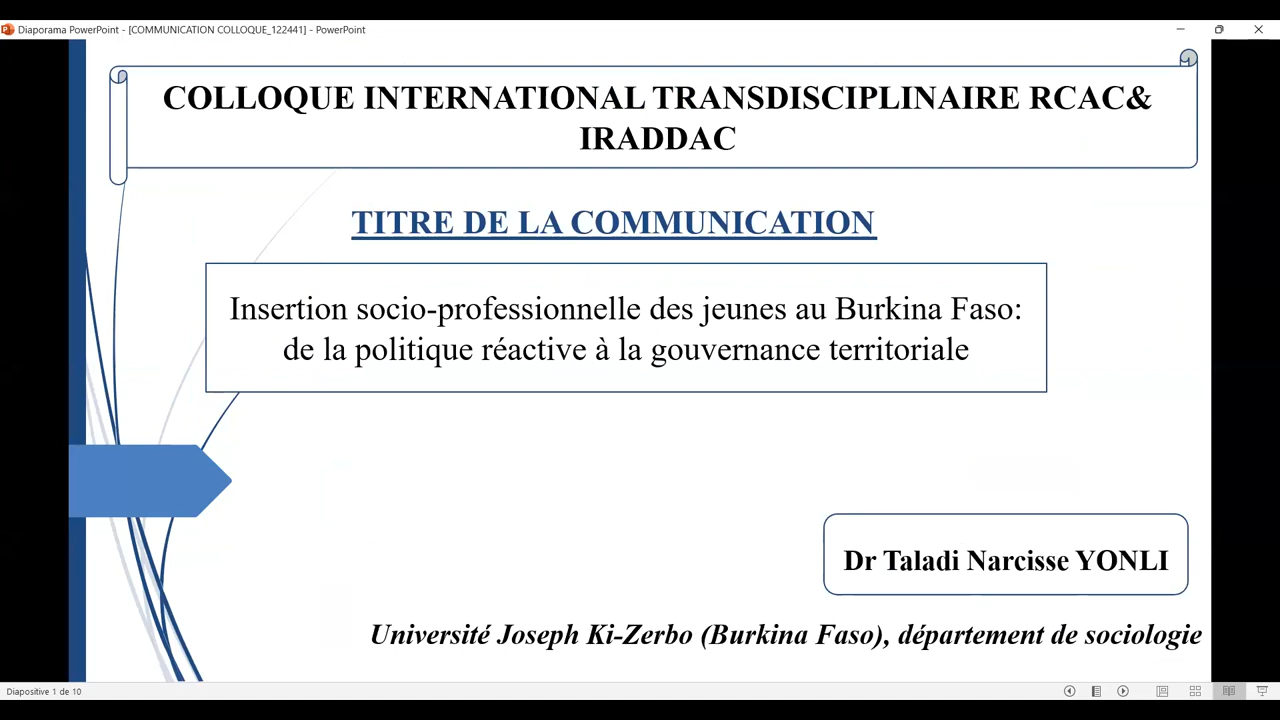 Diaporama PowerPoint - [COMMUNICATION COLLOQUE_122441] - PowerPoint
COLLOQUE INTERNATIONAL TRANSDISCIPLINAIRE RCAC&
IRADDAC
TITRE DE LA COMMUNICATION
Insertion socio-professionnelle des jeunes au Burkina Faso:
de la politique réactive à la gouvernance territoriale
Dr Taladi Narcisse YONLI
Université Joseph Ki-Zerbo (Burkina Faso), département de sociologie
Diapositive 1 de 10